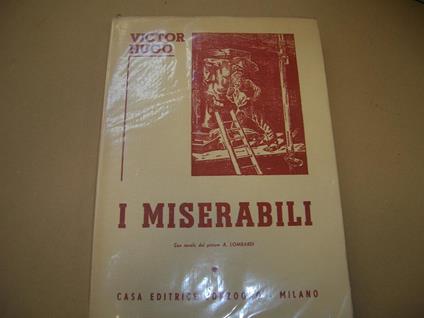 VICTOR
HUGO
I MISERABILI
Con tavole del pittore A. LOMBARDI
CASA EDITRICE MILANO